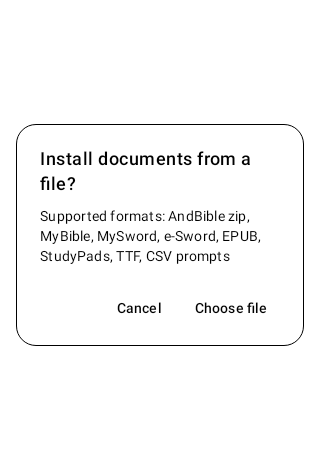 Install documents from a
file?
Supported formats: AndBible zip,
MyBible, MySword, e-Sword, EPUB,
StudyPads, TTF, CSV prompts
Cancel
Choose file